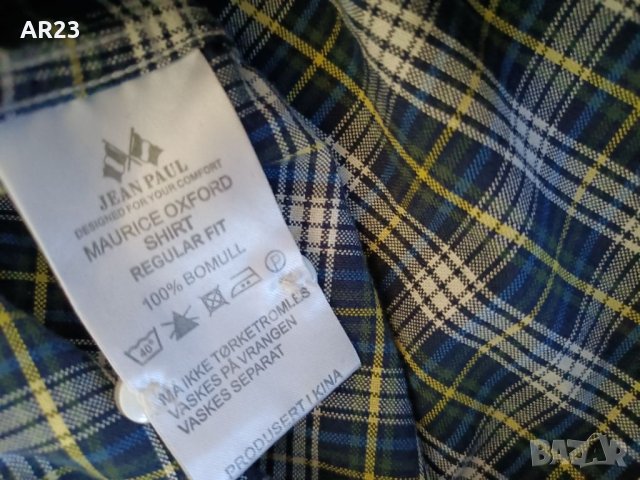 AR23
JEAN PAUL
DESIGNED FOR YOUR COMFORT
MAURICE OXFORD
SHIRT
REGULAR FIT
100% BOMULL
40°
P
MÅ IKKE TØRKETROMLES
VASKES PÅ VRANGEN
VASKES SEPARAT
PRODUSERT I KINA
BAZAR